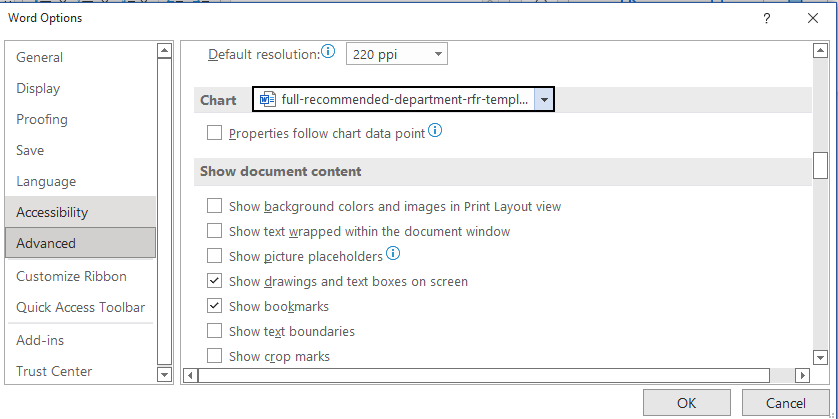 Word Options
General
Display
Proofing
Save
Language
Accessibility
Advanced
Customize Ribbon
Quick Access Toolbar
Add-ins
Trust Center
Default resolution: 220 ppi
Chart full-recommended-department-rfr-templ...
Properties follow chart data point
Show document content
Show background colors and images in Print Layout view
Show text wrapped within the document window
Show picture placeholders
Show drawings and text boxes on screen
Show bookmarks
Show text boundaries
Show crop marks
OK Cancel